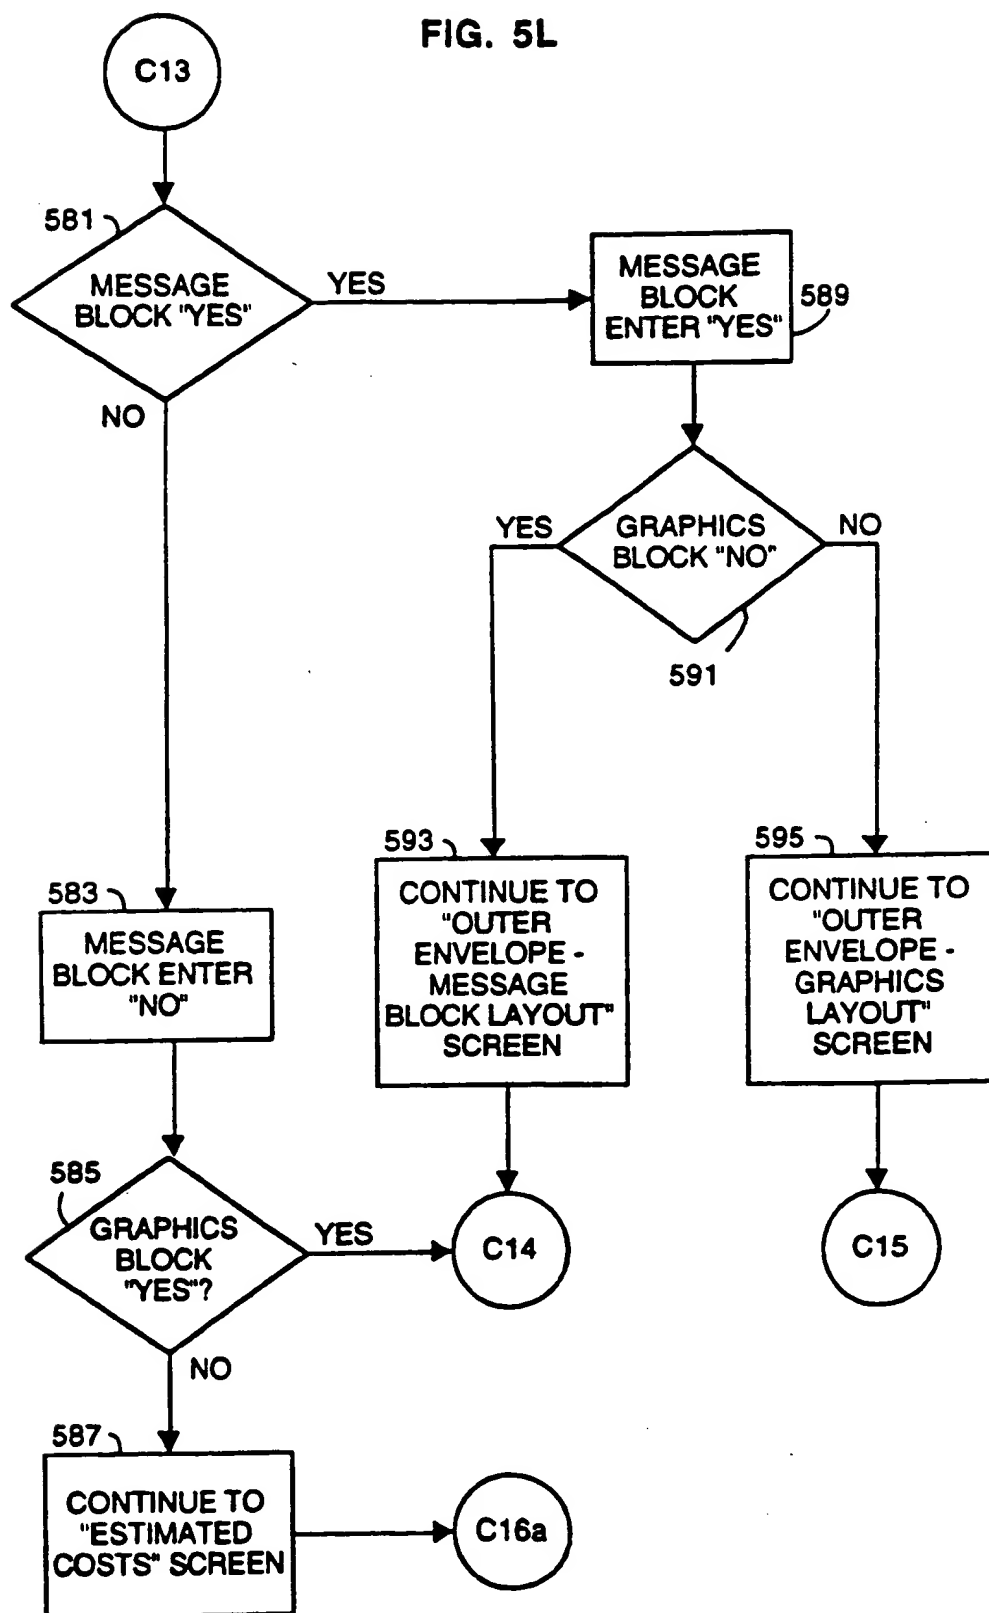 FIG. 5L
C13
581
MESSAGE
BLOCK "YES"
YES
NO
MESSAGE
BLOCK
ENTER "YES"
589
GRAPHICS
BLOCK "NO"
YES
NO
591
593
CONTINUE TO
"OUTER
ENVELOPE -
MESSAGE
BLOCK LAYOUT"
SCREEN
595
CONTINUE TO
"OUTER
ENVELOPE -
GRAPHICS
LAYOUT"
SCREEN
583
MESSAGE
BLOCK ENTER
"NO"
585
GRAPHICS
BLOCK
"YES"?
YES
NO
C14
C15
587
CONTINUE TO
"ESTIMATED
COSTS" SCREEN
C16a